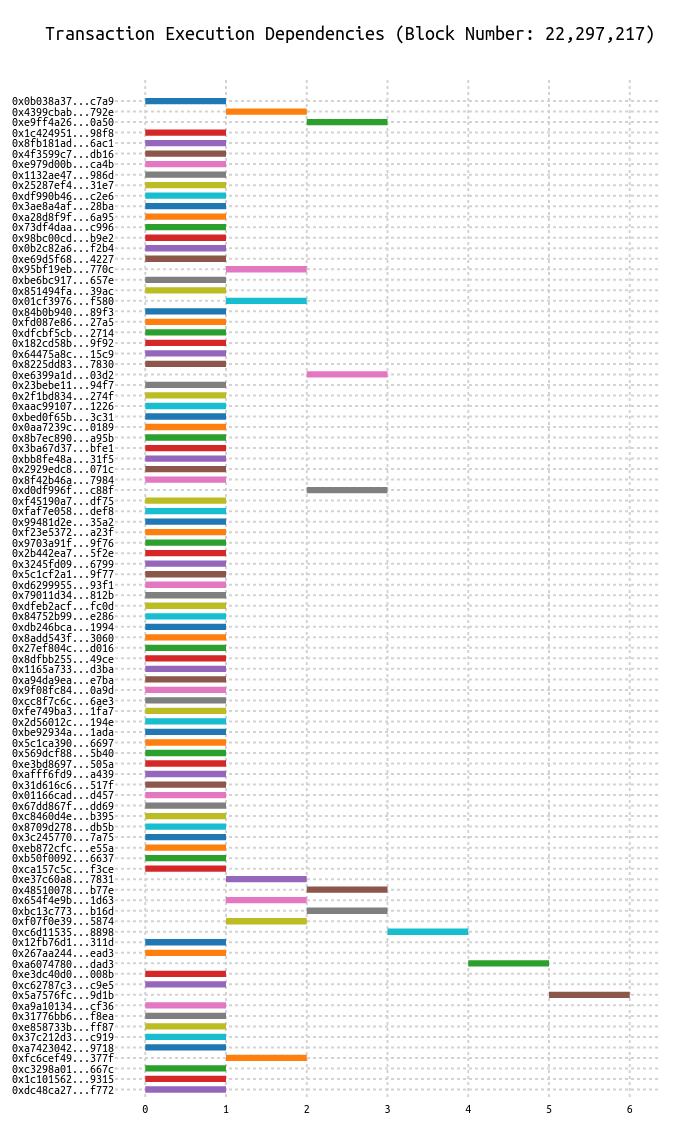 Transaction Execution Dependencies (Block Number: 22,297,217)
0x0b038a37...c7a9
0x4399cbab...792e
0xe9ff4a26...0a50
0x1c424951...98f8
0x8fb181ad...6ac1
0x4f3599c7...db16
0xe979d00b...ca4b
0x1132ae47...986d
0x25287ef4...31e7
0xdf990b46...c2e6
0x3ae8a4af...28ba
0xa28d8f9f...6a95
0x73df4daa...c996
0x98bc00cd...b9e2
0x0b2c82a6...f2b4
0xe69d5f68...4227
0x95bf19eb...770c
0xbe6bc917...657e
0x851494fa...39ac
0x01cf3976...f580
0x84b0b940...89f3
0xfd087e86...27a5
0xdfcbf5cb...2714
0x182cd58b...9f92
0x64475a8c...15c9
0x8225dd83...7830
0xe6399a1d...03d2
0x23bebe11...94f7
0x2f1bd834...274f
0xaac99107...1226
0xbed0f65b...3c31
0x0aa7239c...0189
0x8b7ec890...a95b
0x3ba67d37...bfe1
0xbb8fe48a...31f5
0x2929edc8...071c
0x8f42b46a...7984
0xd0df996f...c88f
0xf45190a7...df75
0xfaf7e058...def8
0x99481d2e...35a2
0xf23e5372...a23f
0x9703a91f...9f76
0x2b442ea7...5f2e
0x3245fd09...6799
0x5c1cf2a1...9f77
0xd6299955...93f1
0x79011d34...812b
0xdfeb2acf...fc0d
0x84752b99...e286
0xdb246bca...1994
0x8add543f...3060
0x27ef804c...d016
0x8dfbb255...49ce
0x1165a733...d3ba
0xa94da9ea...e7ba
0x9f08fc84...0a9d
0xcc8f7c6c...6ae3
0xfe749ba3...1fa7
0x2d56012c...194e
0xbe92934a...1ada
0x5c1ca390...6697
0x569dcf88...5b40
0xe3bd8697...505a
0xafff6fd9...a439
0x31d616c6...517f
0x01166cad...d457
0x67dd867f...dd69
0xc8460d4e...b395
0x8709d278...db5b
0x3c245770...7a75
0xeb872cfc...e55a
0xb50f0092...6637
0xca157c5c...f3ce
0xe37c60a8...7831
0x48510078...b77e
0x654f4e9b...1d63
0xbc13c773...b16d
0xf07f0e39...5874
0xc6d11535...8898
0x12fb76d1...311d
0x267aa244...ead3
0xa6074780...dad3
0xe3dc40d0...008b
0xc62787c3...c9e5
0x5a7576fc...9d1b
0xa9a10134...cf36
0x31776bb6...f8ea
0xe858733b...ff87
0x37c212d3...c919
0xa7423042...9718
0xfc6cef49...377f
0xc3298a01...667c
0x1c101562...9315
0xdc48ca27...f772
0 1 2 3 4 5 6